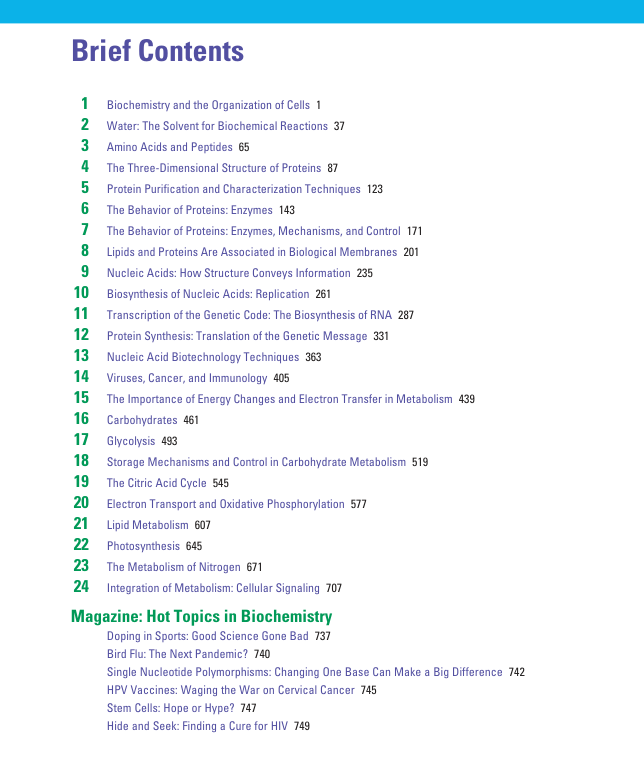 Brief Contents
1 Biochemistry and the Organization of Cells 1
2 Water: The Solvent for Biochemical Reactions 37
3 Amino Acids and Peptides 65
4 The Three-Dimensional Structure of Proteins 87
5 Protein Purification and Characterization Techniques 123
6 The Behavior of Proteins: Enzymes 143
7 The Behavior of Proteins: Enzymes, Mechanisms, and Control 171
8 Lipids and Proteins Are Associated in Biological Membranes 201
9 Nucleic Acids: How Structure Conveys Information 235
10 Biosynthesis of Nucleic Acids: Replication 261
11 Transcription of the Genetic Code: The Biosynthesis of RNA 287
12 Protein Synthesis: Translation of the Genetic Message 331
13 Nucleic Acid Biotechnology Techniques 363
14 Viruses, Cancer, and Immunology 405
15 The Importance of Energy Changes and Electron Transfer in Metabolism 439
16 Carbohydrates 461
17 Glycolysis 493
18 Storage Mechanisms and Control in Carbohydrate Metabolism 519
19 The Citric Acid Cycle 545
20 Electron Transport and Oxidative Phosphorylation 577
21 Lipid Metabolism 607
22 Photosynthesis 645
23 The Metabolism of Nitrogen 671
24 Integration of Metabolism: Cellular Signaling 707
Magazine: Hot Topics in Biochemistry
Doping in Sports: Good Science Gone Bad 737
Bird Flu: The Next Pandemic? 740
Single Nucleotide Polymorphisms: Changing One Base Can Make a Big Difference 742
HPV Vaccines: Waging the War on Cervical Cancer 745
Stem Cells: Hope or Hype? 747
Hide and Seek: Finding a Cure for HIV 749